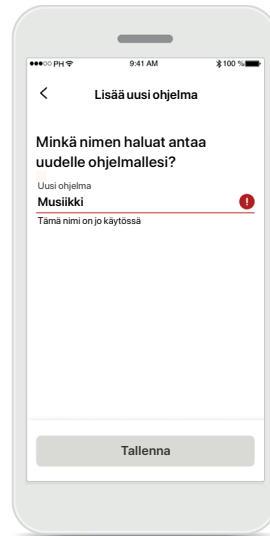 PH 9:41 AM 100 %
Lisää uusi ohjelma
Minkä nimen haluat antaa
uudelle ohjelmallesi?
Uusi ohjelma
Musiikki !
Tämä nimi on jo käytössä
Tallenna